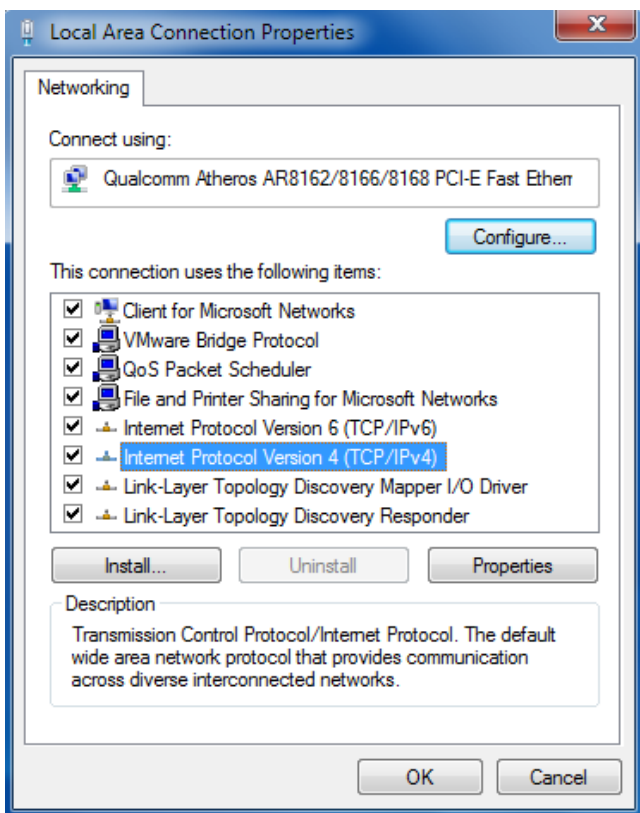 Local Area Connection Properties
Networking
Connect using:
Qualcomm Atheros AR8162/8166/8168 PCI-E Fast Ethern
Configure...
This connection uses the following items:
Client for Microsoft Networks
VMware Bridge Protocol
QoS Packet Scheduler
File and Printer Sharing for Microsoft Networks
Internet Protocol Version 6 (TCP/IPv6)
Internet Protocol Version 4 (TCP/IPv4)
Link-Layer Topology Discovery Mapper I/O Driver
Link-Layer Topology Discovery Responder
Install...
Uninstall
Properties
Description
Transmission Control Protocol/Internet Protocol. The default
wide area network protocol that provides communication
across diverse interconnected networks.
OK
Cancel